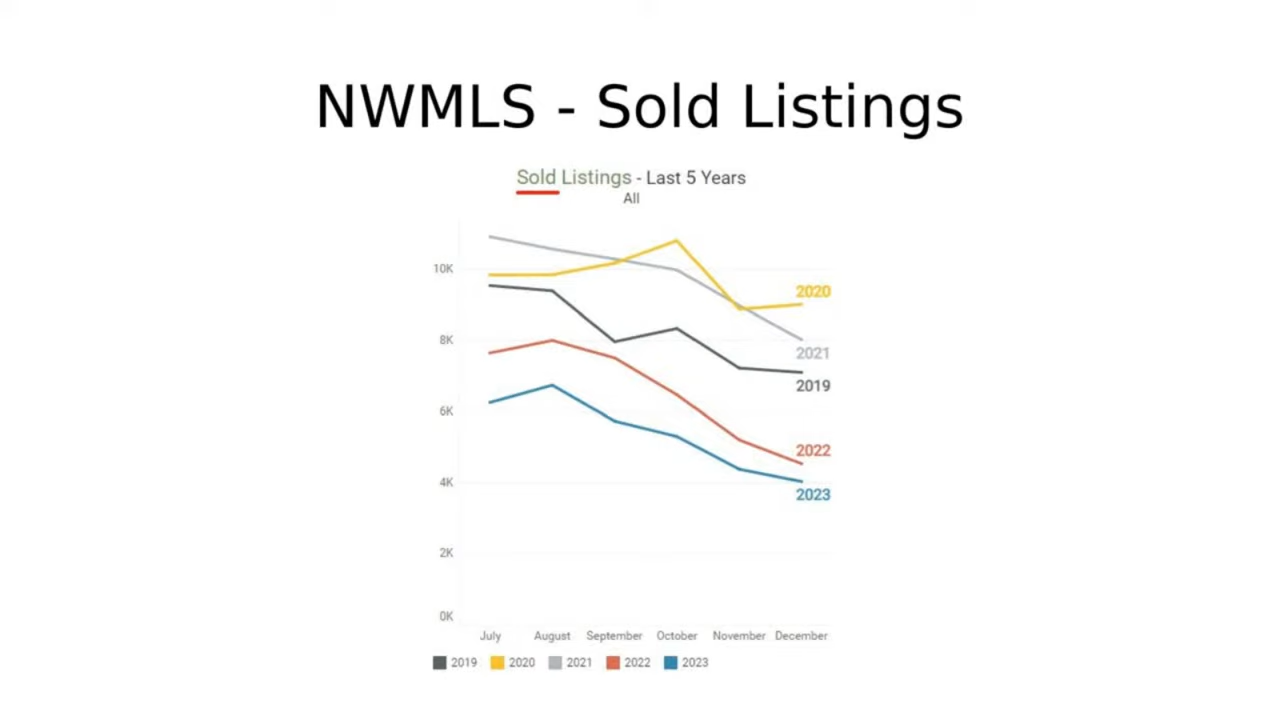 NWMLS - Sold Listings
Sold Listings - Last 5 Years
All
10K
8K
6K
4K
2K
0K
2020
2021
2019
2022
2023
July August September October November December
2019 2020 2021 2022 2023